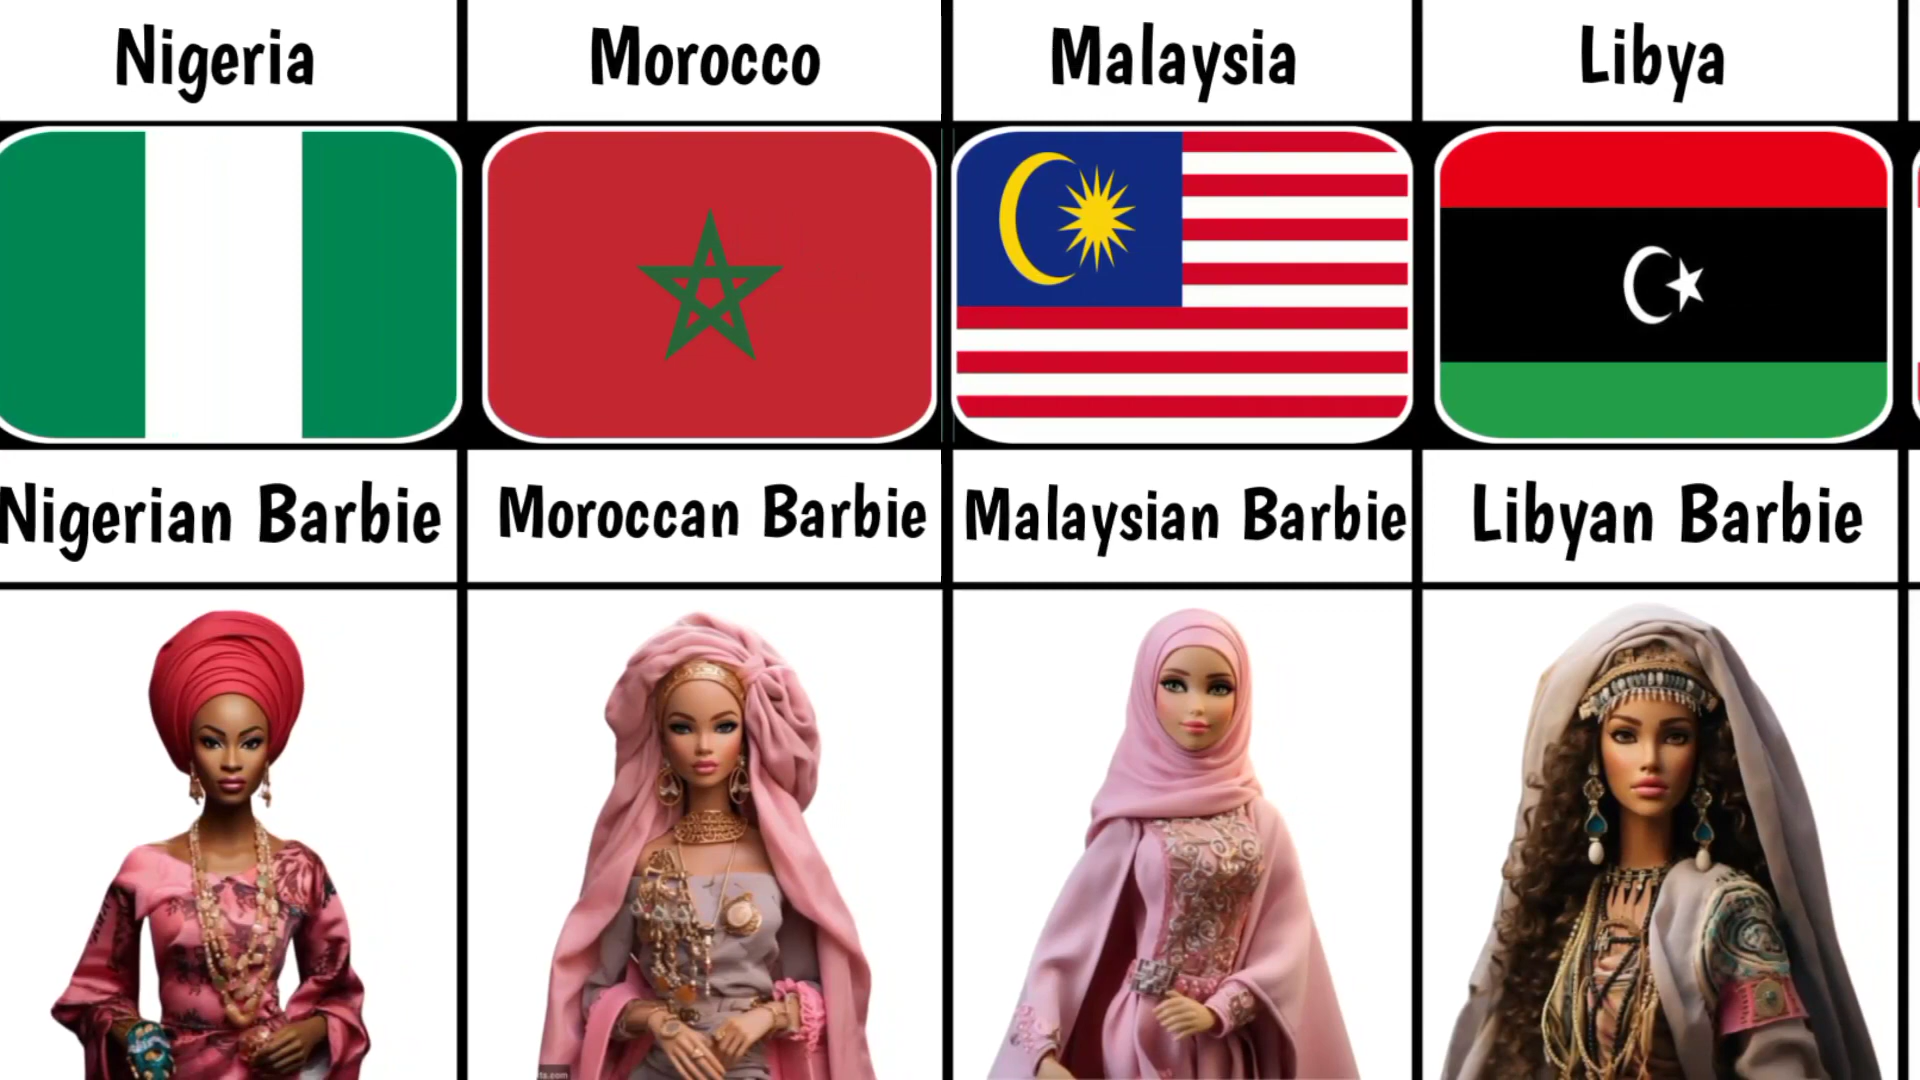 Nigeria
Morocco
Malaysia
Libya
Nigerian Barbie
Moroccan Barbie
Malaysian Barbie
Libyan Barbie